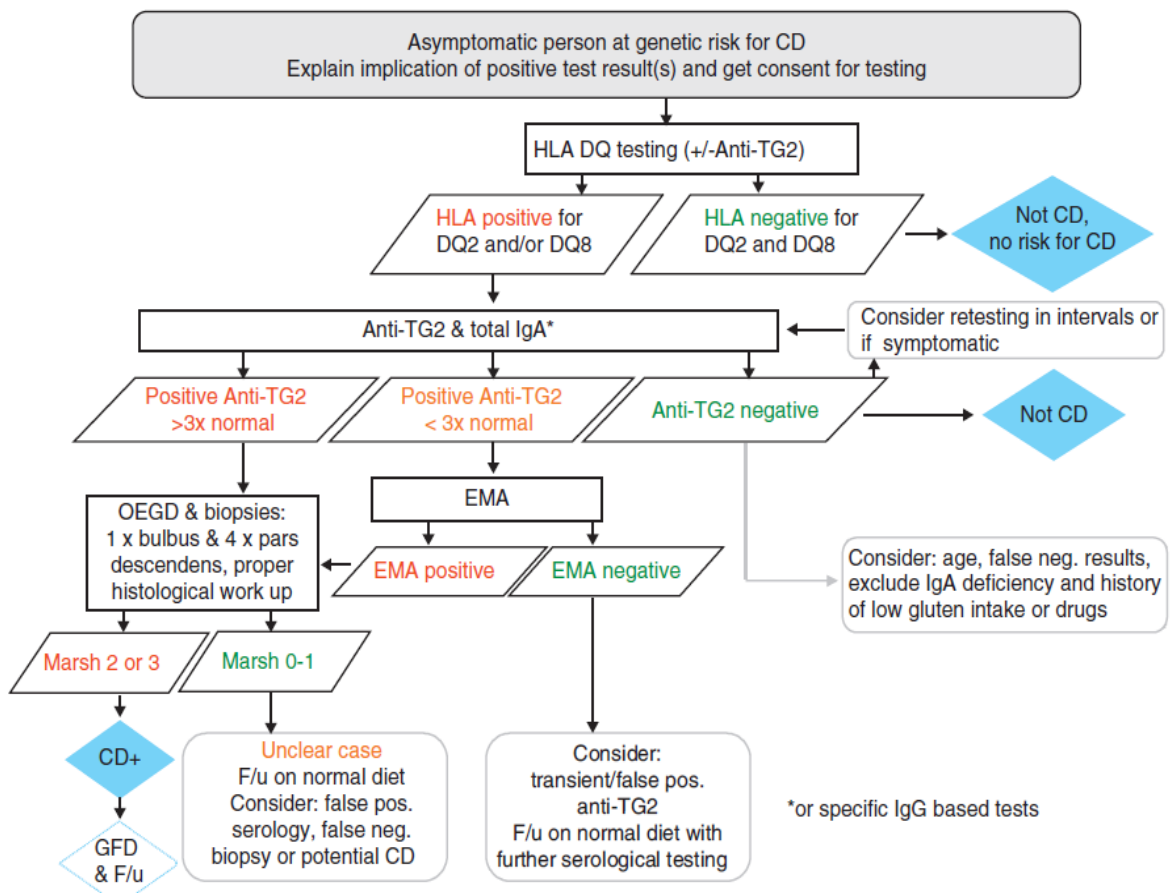 Asymptomatic person at genetic risk for CD
Explain implication of positive test result(s) and get consent for testing
HLA DQ testing (+/-Anti-TG2)
HLA positive for
DQ2 and/or DQ8
HLA negative for
DQ2 and DQ8
Not CD,
no risk for CD
Anti-TG2 & total IgA*
Consider retesting in intervals or
if symptomatic
Positive Anti-TG2
>3x normal
Positive Anti-TG2
< 3x normal
Anti-TG2 negative
Not CD
OEGD & biopsies:
1 x bulbus & 4 x pars
descendens, proper
histological work up
EMA
EMA positive
EMA negative
Consider: age, false neg. results,
exclude IgA deficiency and history
of low gluten intake or drugs
Marsh 2 or 3
Marsh 0-1
CD+
GFD
& F/u
Unclear case
F/u on normal diet
Consider: false pos.
serology, false neg.
biopsy or potential CD
Consider:
transient/false pos.
anti-TG2
F/u on normal diet with
further serological testing
*or specific IgG based tests